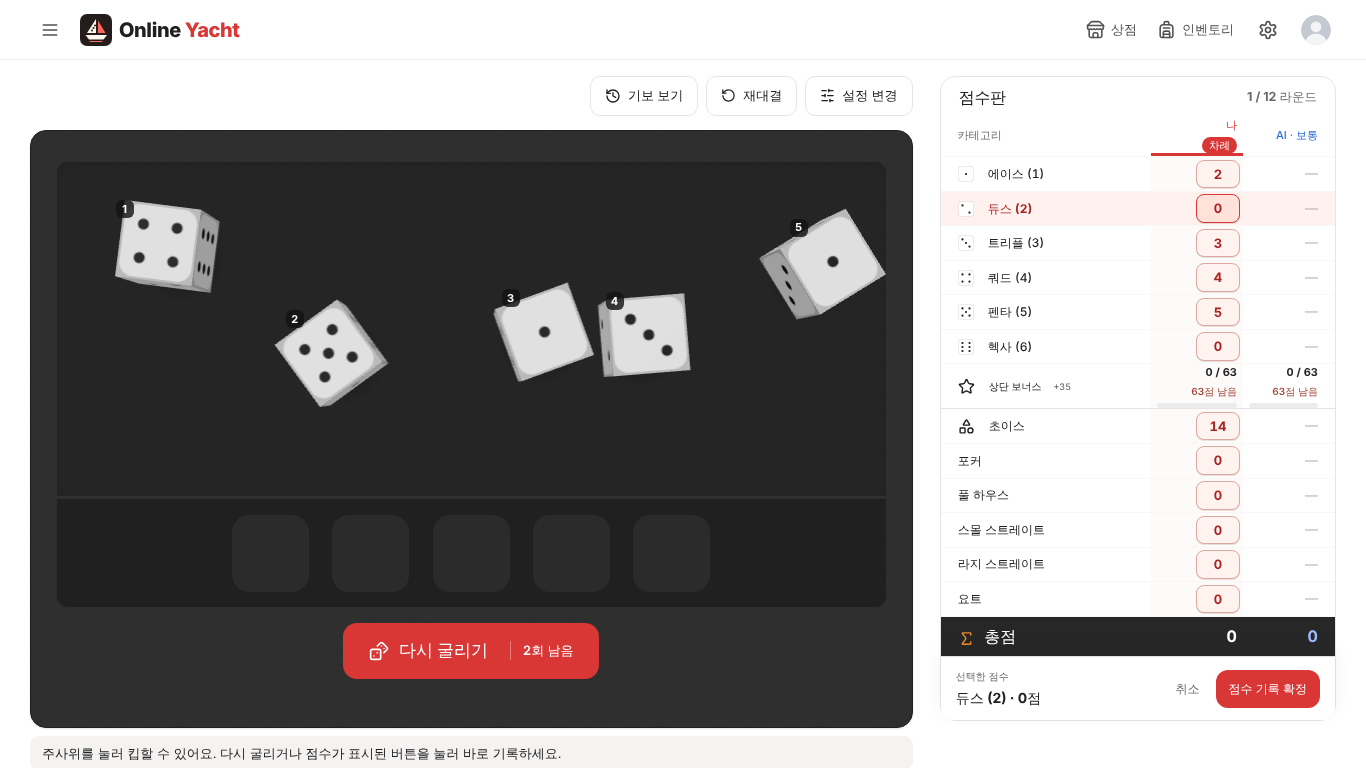 Online Yacht
상점
인벤토리
기보 보기
재대결
설정 변경
1
2
3
4
5
다시 굴리기
2회 남음
주사위를 눌러 킵할 수 있어요. 다시 굴리거나 점수가 표시된 버튼을 눌러 바로 기록하세요.
점수판
1 / 12 라운드
카테고리
나
차례
AI · 보통
에이스 (1) 2 —
듀스 (2) 0 —
트리플 (3) 3 —
쿼드 (4) 4 —
펜타 (5) 5 —
헥사 (6) 0 —
상단 보너스 +35
0 / 63 0 / 63
63점 남음 63점 남음
초이스 14 —
포커 0 —
풀 하우스 0 —
스몰 스트레이트 0 —
라지 스트레이트 0 —
요트 0 —
총점 0 0
선택한 점수
듀스 (2) · 0점
취소
점수 기록 확정